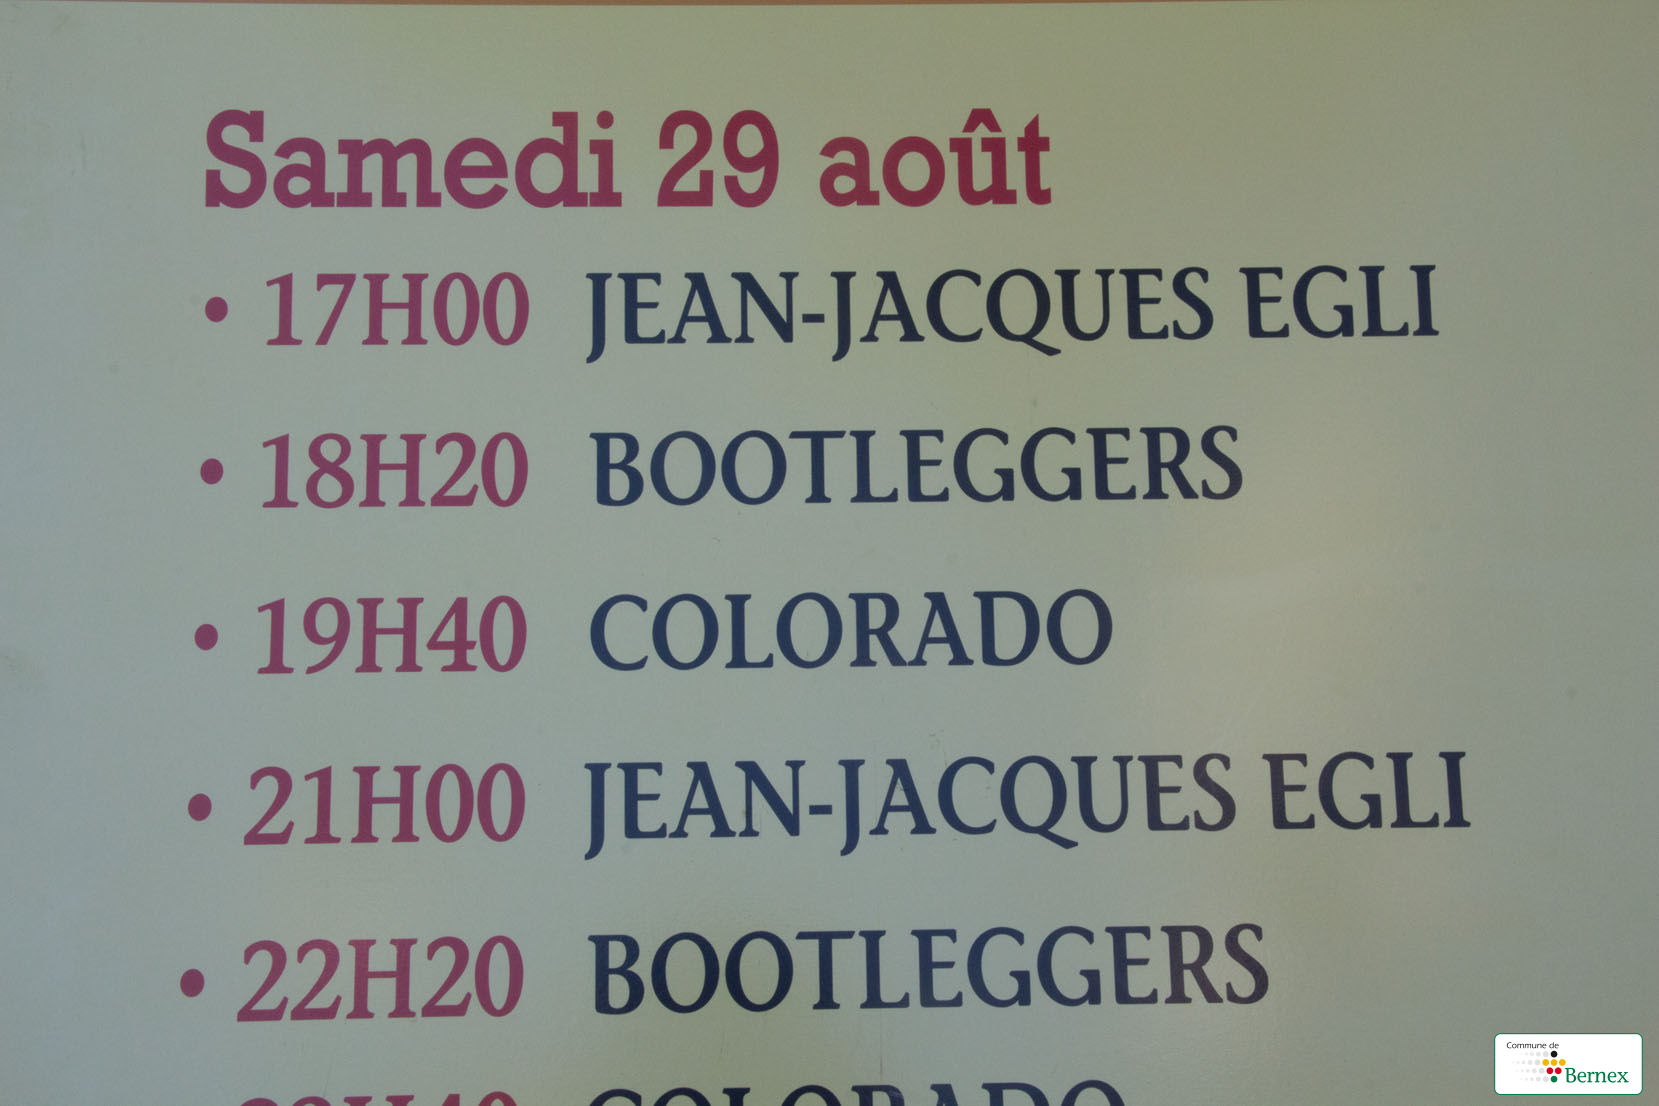 Samedi 29 août
• 17H00 JEAN-JACQUES EGLI
• 18H20 BOOTLEGGERS
• 19H40 COLORADO
• 21H00 JEAN-JACQUES EGLI
• 22H20 BOOTLEGGERS
COLORADO
Commune de
Bernex